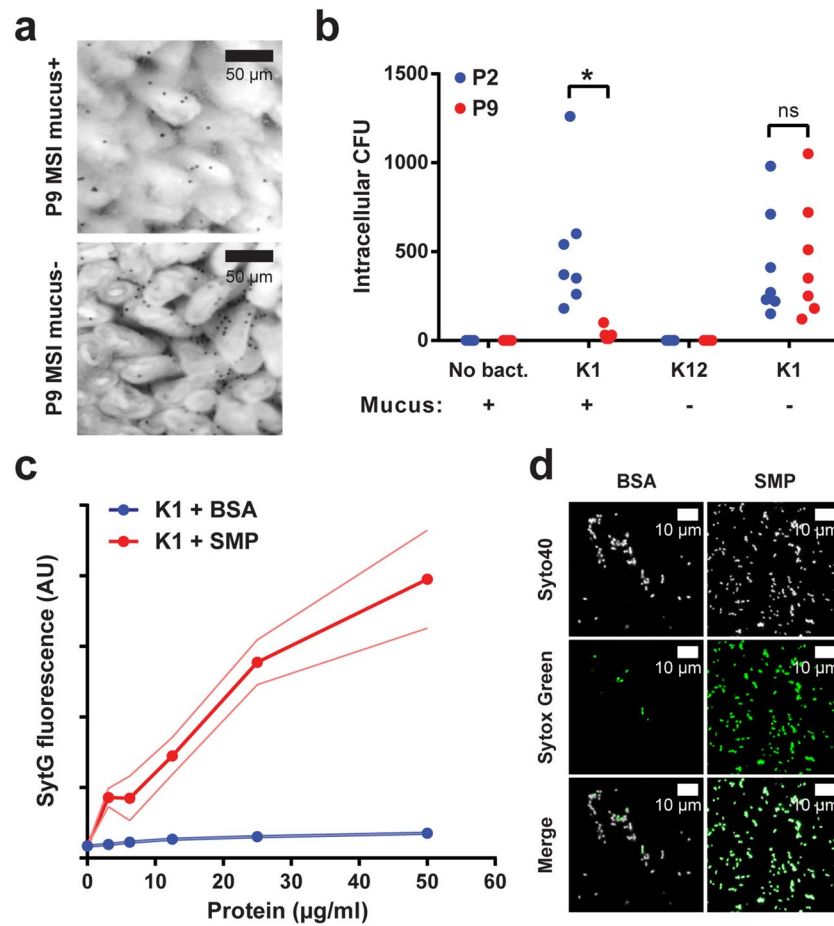 a
P9 MSI mucus+
50 µm
P9 MSI mucus-
50 µm
b
P2
P9
Intracellular CFU
1500
1000
500
0
*
ns
No bact. K1 K12 K1
Mucus: + + - -
c
K1 + BSA
K1 + SMP
SytG fluorescence (AU)
0 10 20 30 40 50 60
Protein (µg/ml)
d
BSA SMP
Syto40
10 µm 10 µm
Sytox Green
10 µm 10 µm
Merge
10 µm 10 µm